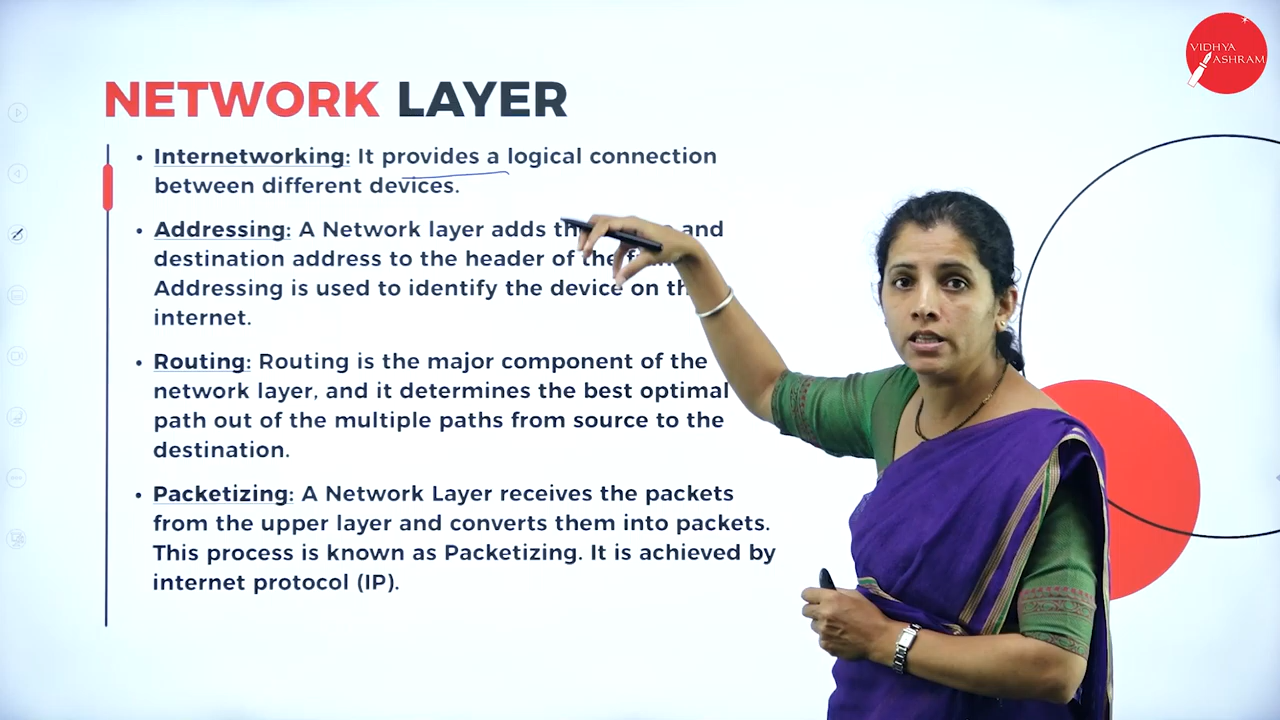 VIDHYA
ASHRAM
NETWORK LAYER
• Internetworking: It provides a logical connection
between different devices.
• Addressing: A Network layer adds and
destination address to the header of the
Addressing is used to identify the device on
internet.
• Routing: Routing is the major component of the
network layer, and it determines the best optimal
path out of the multiple paths from source to the
destination.
• Packetizing: A Network Layer receives the packets
from the upper layer and converts them into packets.
This process is known as Packetizing. It is achieved by
internet protocol (IP).